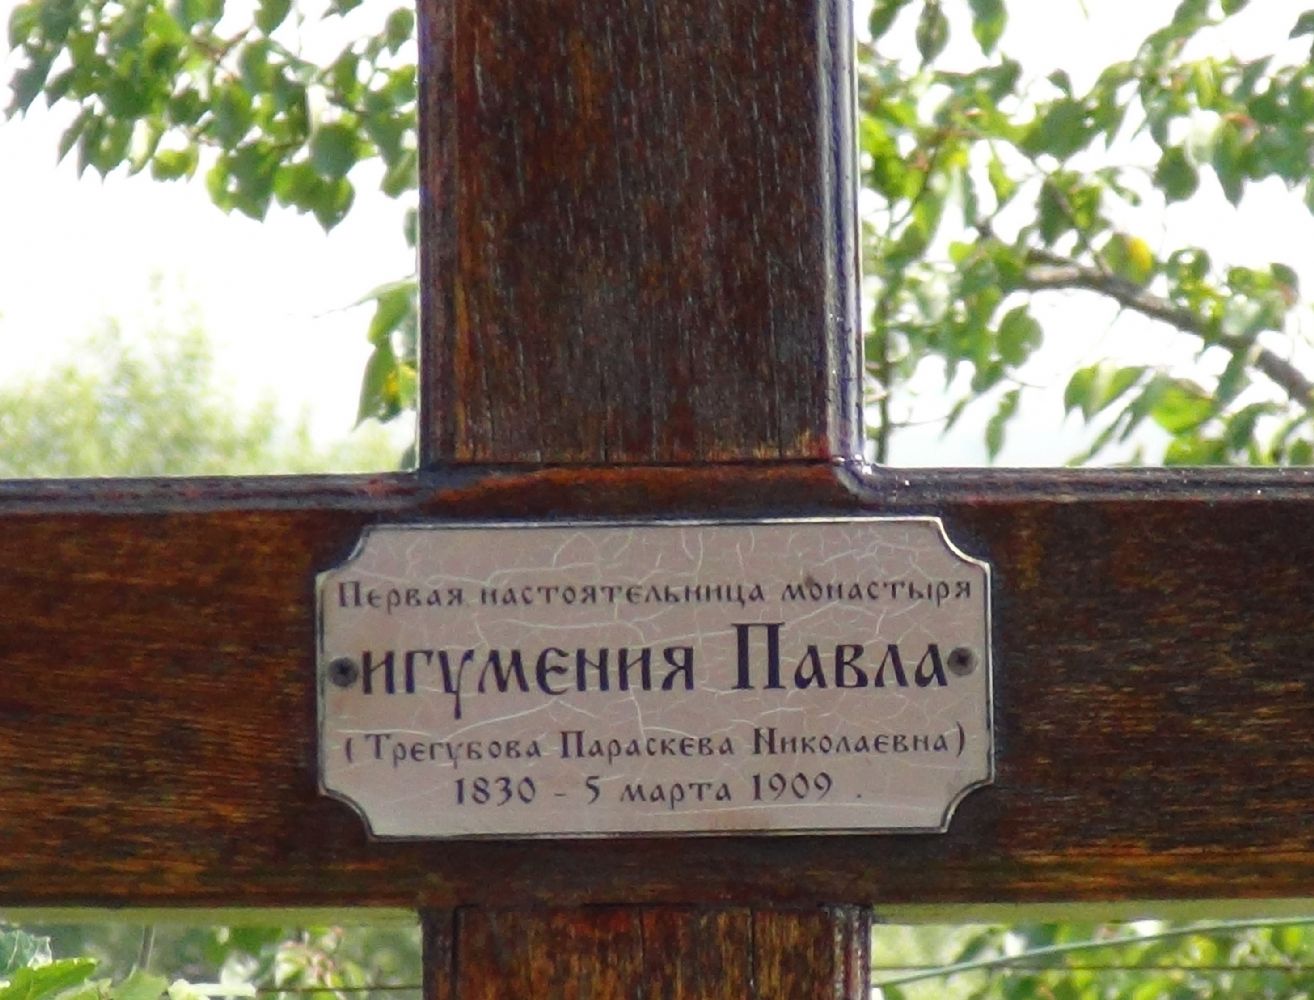 Первая настоятельница монастыря
игумения Павла
(Трегубова Параскева Николаевна)
1830 - 5 марта 1909 .